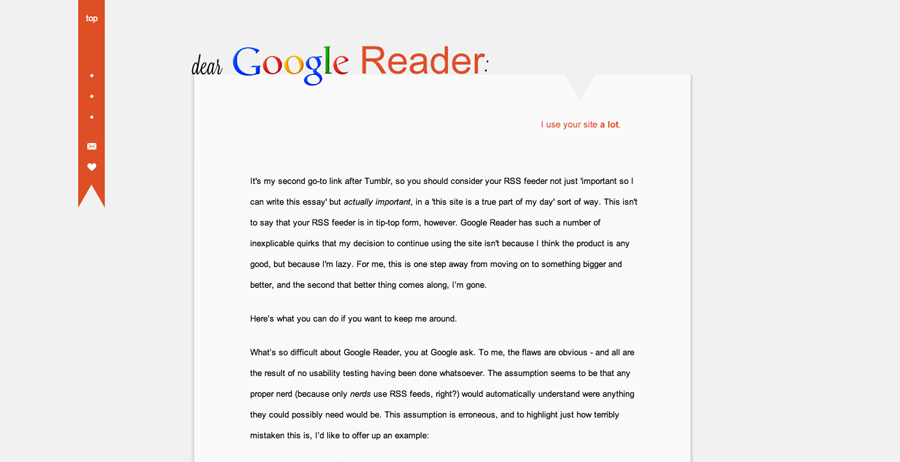 top
dear Google Reader:
I use your site a lot.
It's my second go-to link after Tumblr, so you should consider your RSS feeder not just 'important so I
can write this essay' but actually important, in a 'this site is a true part of my day' sort of way. This isn't
to say that your RSS feeder is in tip-top form, however. Google Reader has such a number of
inexplicable quirks that my decision to continue using the site isn't because I think the product is any
good, but because I'm lazy. For me, this is one step away from moving on to something bigger and
better, and the second that better thing comes along, I'm gone.
Here's what you can do if you want to keep me around.
What's so difficult about Google Reader, you at Google ask. To me, the flaws are obvious - and all are
the result of no usability testing having been done whatsoever. The assumption seems to be that any
proper nerd (because only nerds use RSS feeds, right?) would automatically understand were anything
they could possibly need would be. This assumption is erroneous, and to highlight just how terribly
mistaken this is, I'd like to offer up an example: